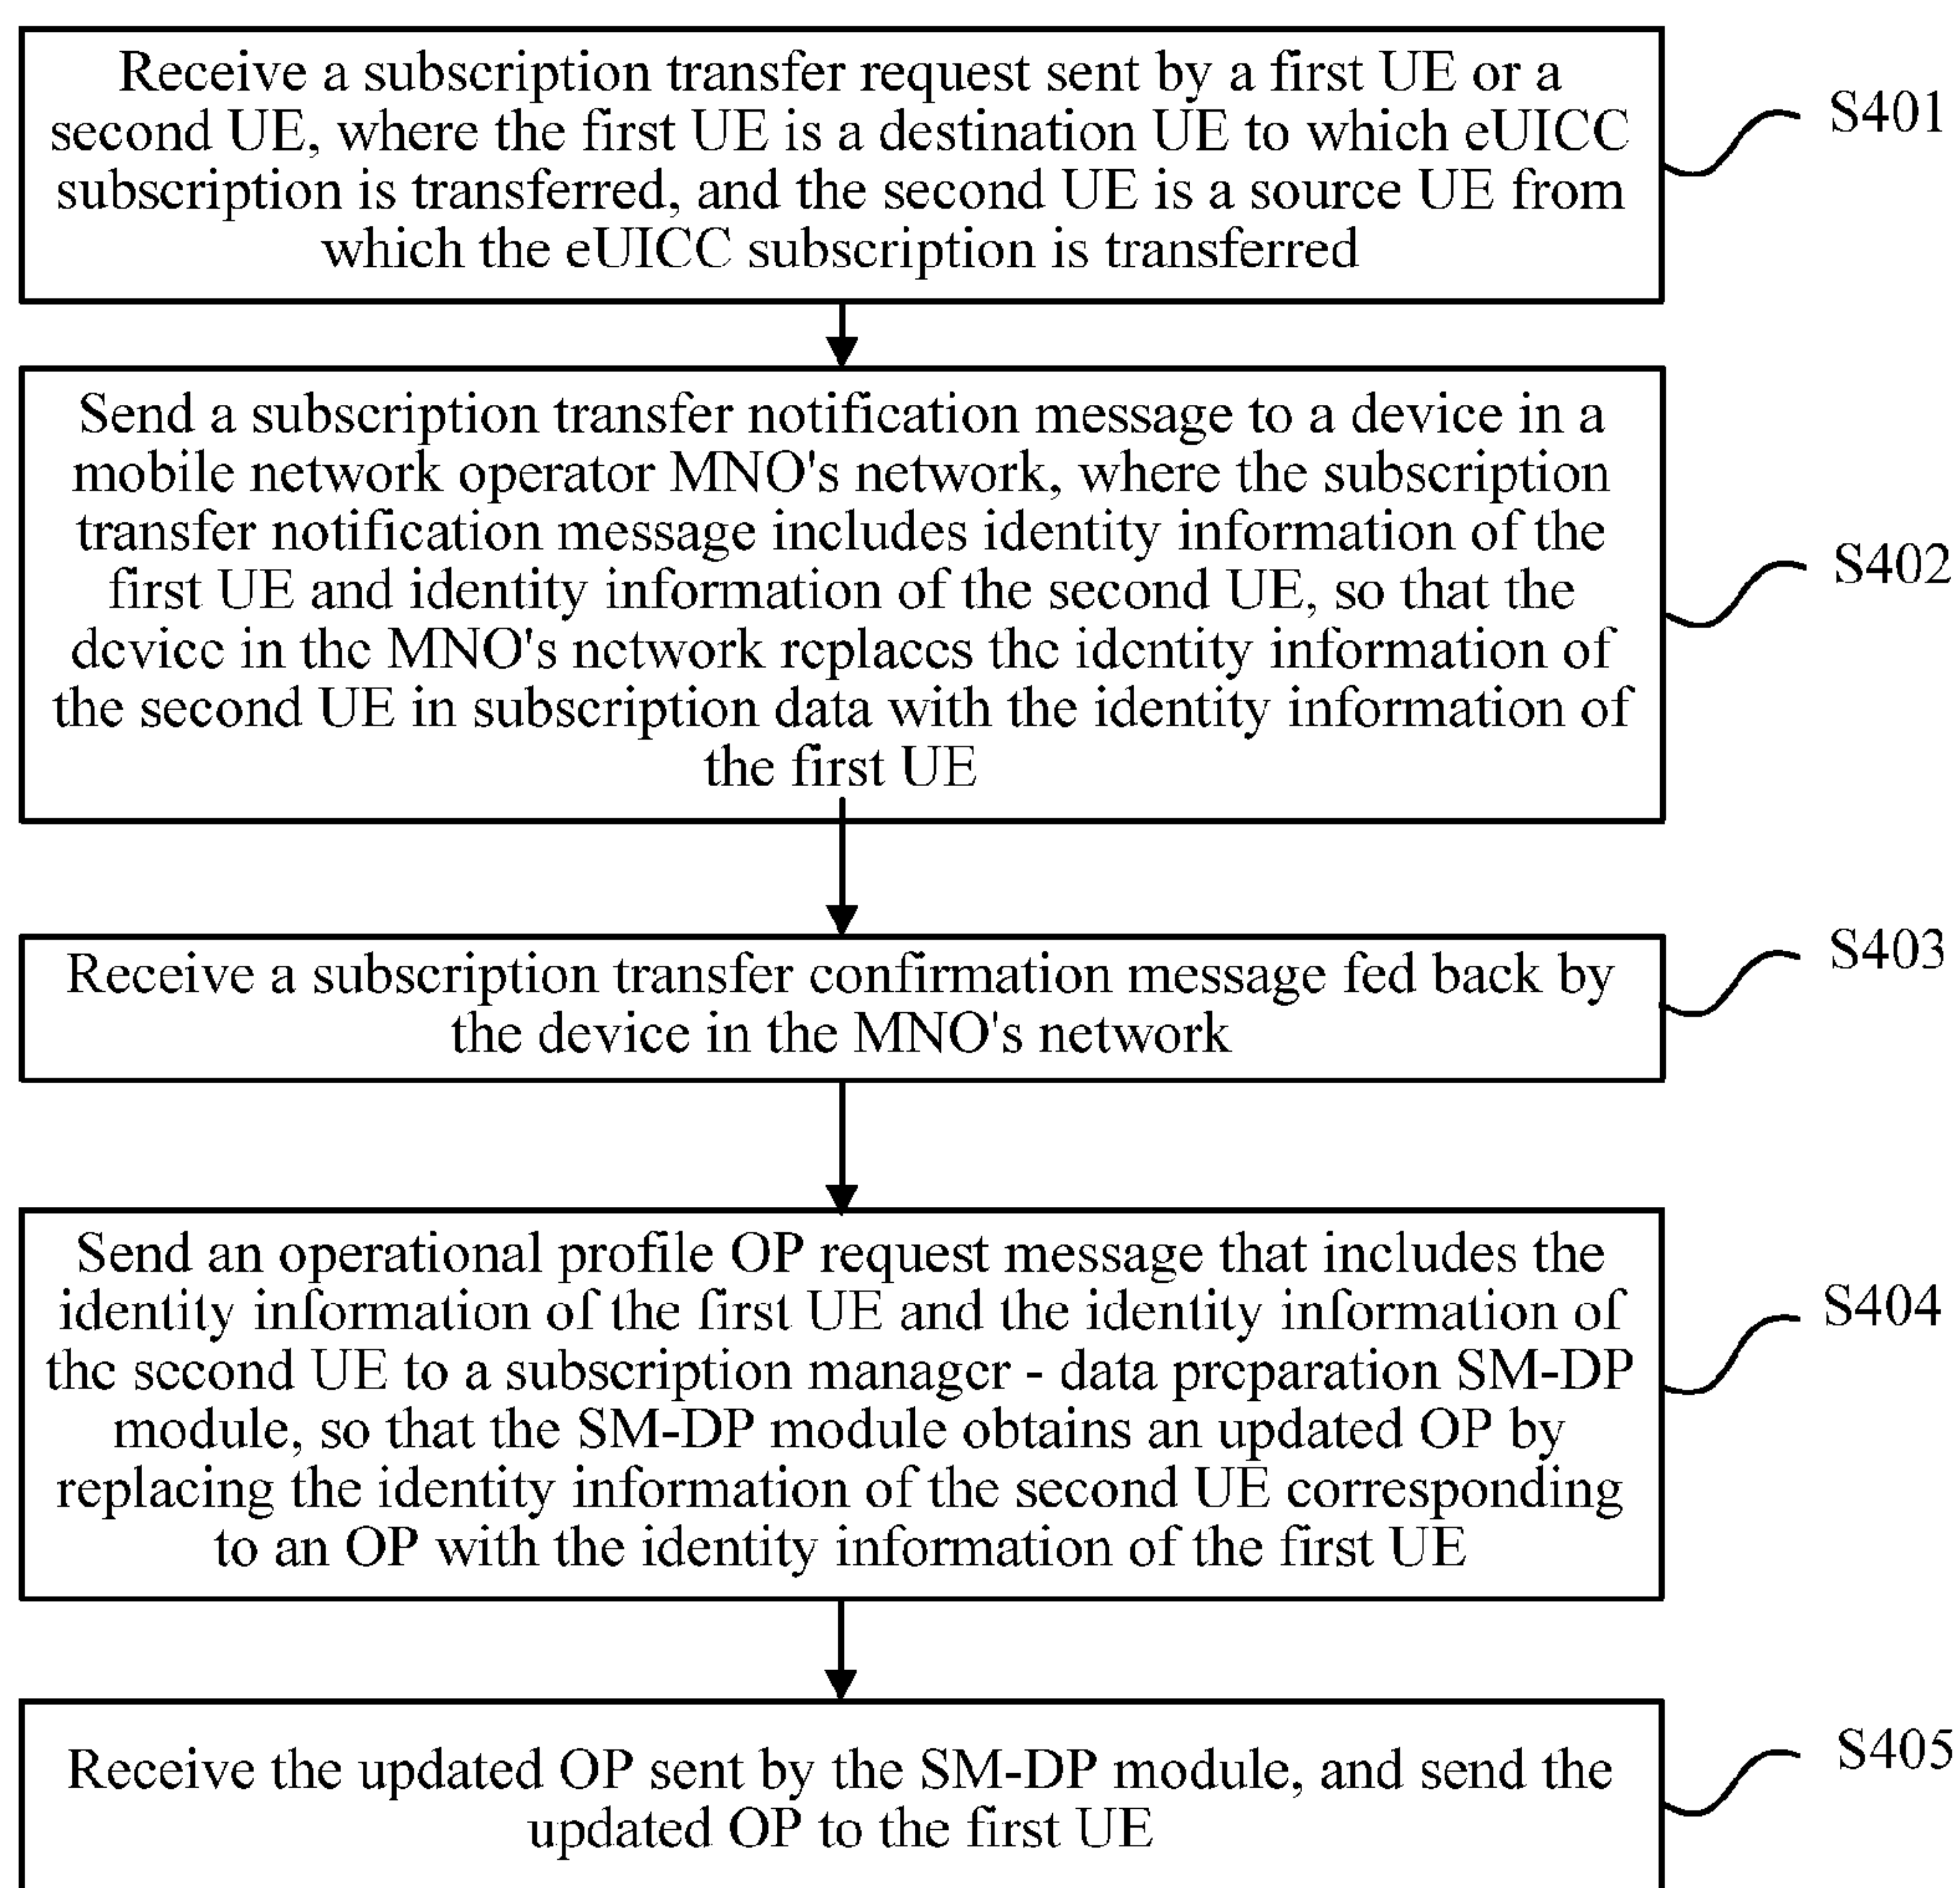 Receive a subscription transfer request sent by a first UE or a
second UE, where the first UE is a destination UE to which eUICC
subscription is transferred, and the second UE is a source UE from
which the eUICC subscription is transferred
S401
Send a subscription transfer notification message to a device in a
mobile network operator MNO's network, where the subscription
transfer notification message includes identity information of the
first UE and identity information of the second UE, so that the
device in the MNO's network replaces the identity information of
the second UE in subscription data with the identity information of
the first UE
S402
Receive a subscription transfer confirmation message fed back by
the device in the MNO's network
S403
Send an operational profile OP request message that includes the
identity information of the first UE and the identity information of
the second UE to a subscription manager - data preparation SM-DP
module, so that the SM-DP module obtains an updated OP by
replacing the identity information of the second UE corresponding
to an OP with the identity information of the first UE
S404
Receive the updated OP sent by the SM-DP module, and send the
updated OP to the first UE
S405